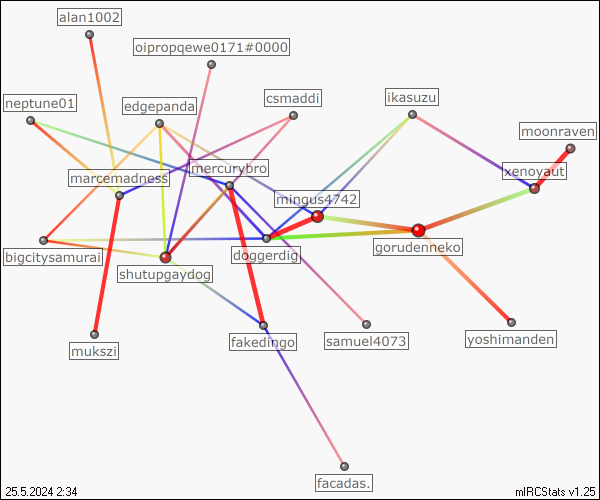 alan1002
oipropqewe0171#0000
neptune01
edgepanda
csmaddi
ikasuzu
moonraven
marcemadness
mercurybro
xenoyaut
mingus4742
bigcitysamurai
shutupgaydog
doggerdig
gorudenneko
mukszi
fakedingo
samuel4073
yoshimanden
facadas.
25.5.2024 2:34
mIRCStats v1.25